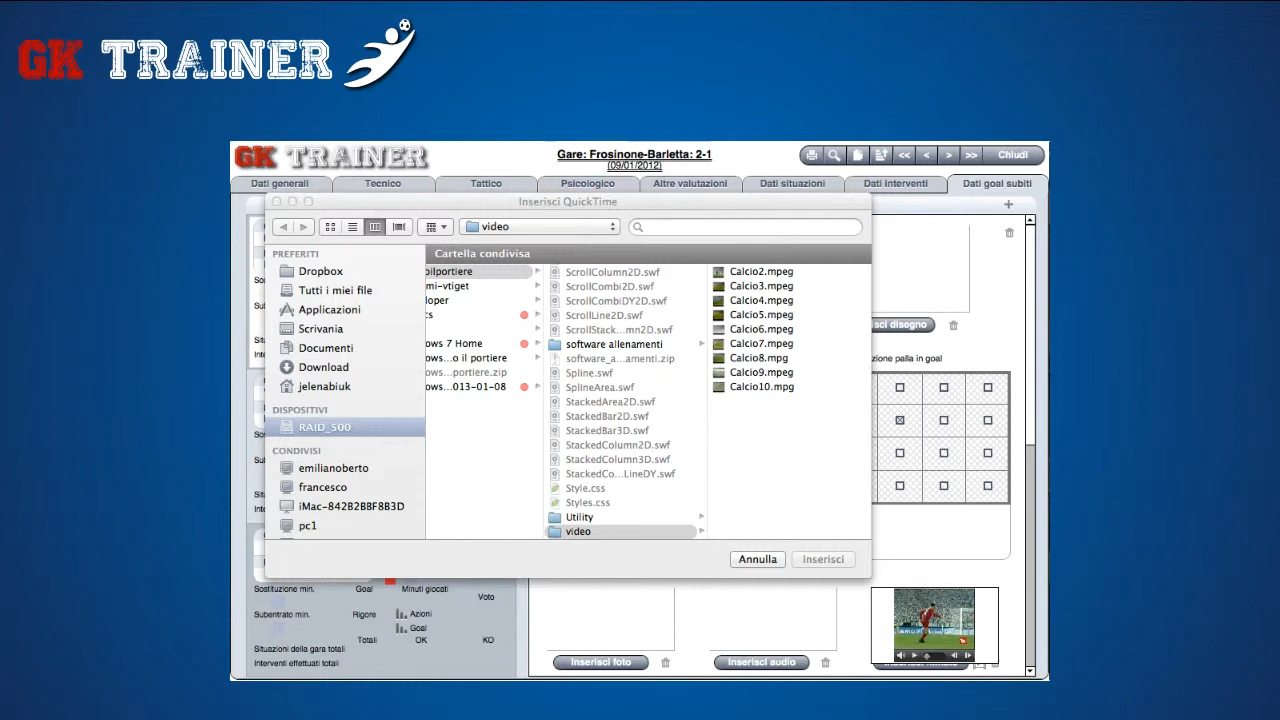 GK TRAINER
GK TRAINER
Gare: Frosinone-Barletta: 2-1
(09/01/2012)
<< < > >> Chiudi
Dati generali Tecnico Tattico Psicologico Altre valutazioni Dati situazioni Dati interventi Dati goal subiti
Inserisci QuickTime
video
Cartella condivisa
PREFERITI
Dropbox
Tutti i miei file
Applicazioni
Scrivania
Documenti
Download
jelenabiuk
DISPOSITIVI
RAID_500
CONDIVISI
emilianoberto
francesco
iMac-842B2BBF8B3D
pc1
oilportiere
mi-vtiget
loper
cs
ows 7 Home
ows...o il portiere
ows...portiere.zip
ows...013-01-08
ScrollColumn2D.swf
ScrollCombi2D.swf
ScrollCombiDY2D.swf
ScrollLine2D.swf
ScrollStack...mn2D.swf
software allenamenti
software_a...amenti.zip
Spline.swf
SplineArea.swf
StackedArea2D.swf
StackedBar2D.swf
StackedBar3D.swf
StackedColumn2D.swf
StackedColumn3D.swf
StackedCo...LineDY.swf
Style.css
Styles.css
Utility
video
Calcio2.mpeg
Calcio3.mpeg
Calcio4.mpeg
Calcio5.mpeg
Calcio6.mpeg
Calcio7.mpeg
Calcio8.mpg
Calcio9.mpeg
Calcio10.mpg
Annulla Inserisci
sci disegno
zione palla in goal
Sostituzione min. Goal Minuti giocati
Voto
Subentrato min. Rigore Azioni
Goal
Totali OK KO
Situazioni della gara totali
Interventi effettuati totali
Inserisci foto Inserisci audio